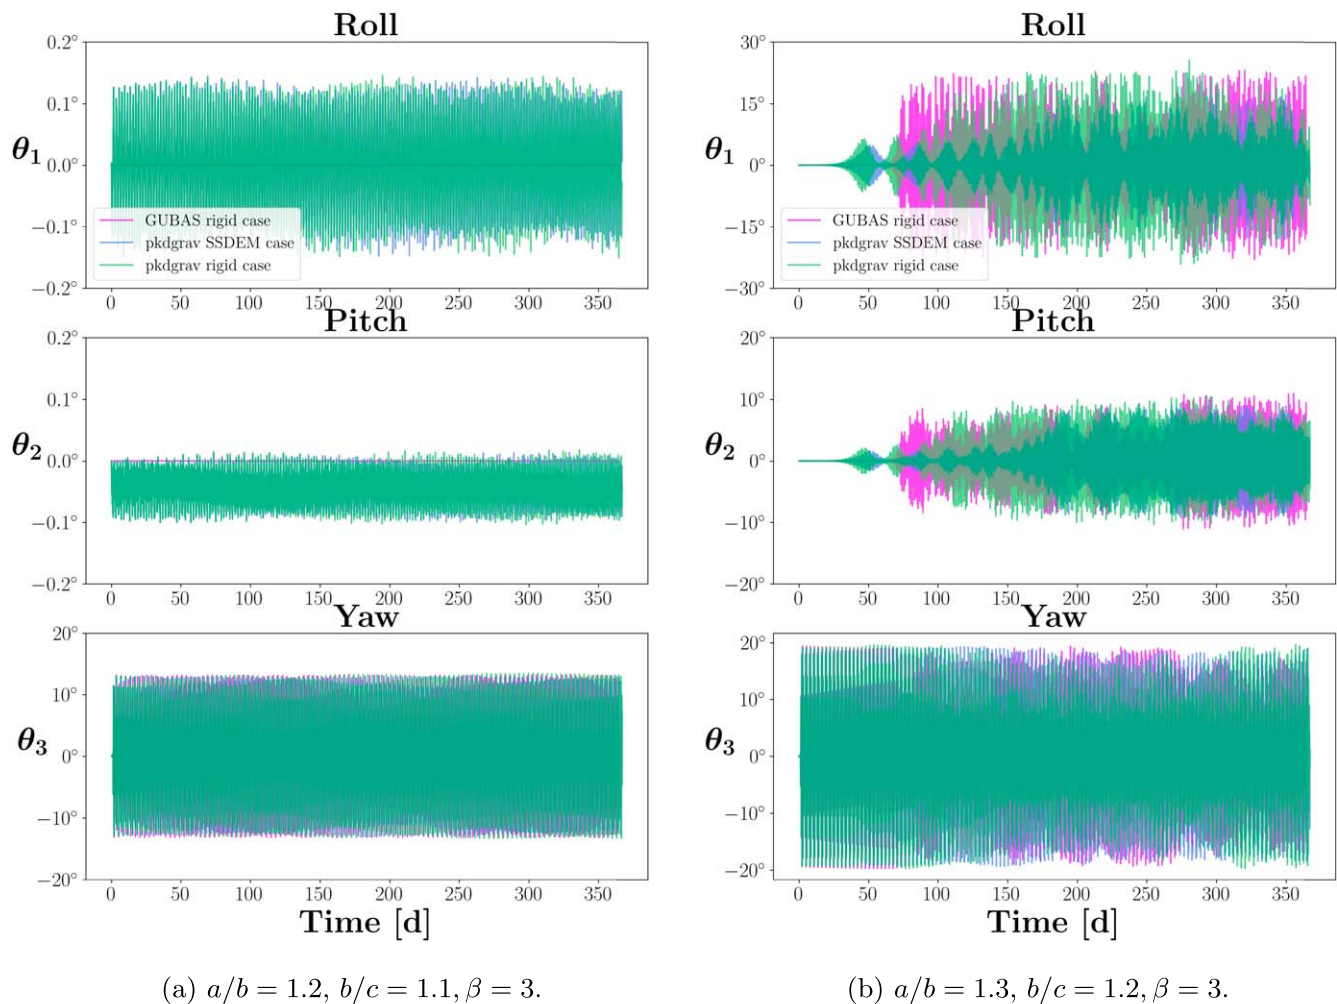 Roll
0.2°
0.1°
0.0°
−0.1°
−0.2°
θ1
GUBAS rigid case
pkdgrav SSDEM case
pkdgrav rigid case
0 50 100 150 200 250 300 350
Pitch
0.2°
0.1°
0.0°
−0.1°
−0.2°
θ2
0 50 100 150 200 250 300 350
Yaw
20°
10°
0°
−10°
−20°
θ3
0 50 100 150 200 250 300 350
Time [d]
(a) a/b = 1.2, b/c = 1.1, β = 3.
Roll
30°
15°
0°
−15°
−30°
θ1
GUBAS rigid case
pkdgrav SSDEM case
pkdgrav rigid case
0 50 100 150 200 250 300 350
Pitch
20°
10°
0°
−10°
−20°
θ2
0 50 100 150 200 250 300 350
Yaw
20°
10°
0°
−10°
−20°
θ3
0 50 100 150 200 250 300 350
Time [d]
(b) a/b = 1.3, b/c = 1.2, β = 3.